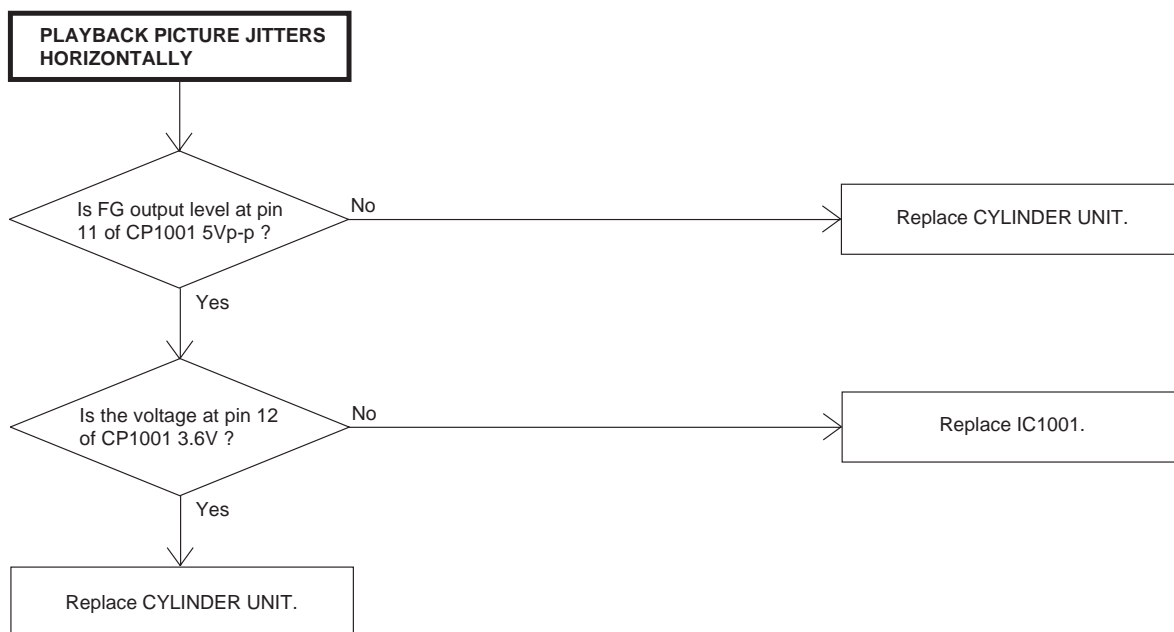 PLAYBACK PICTURE JITTERS
HORIZONTALLY
Is FG output level at pin
11 of CP1001 5Vp-p ?
No
Replace CYLINDER UNIT.
Yes
Is the voltage at pin 12
of CP1001 3.6V ?
No
Replace IC1001.
Yes
Replace CYLINDER UNIT.